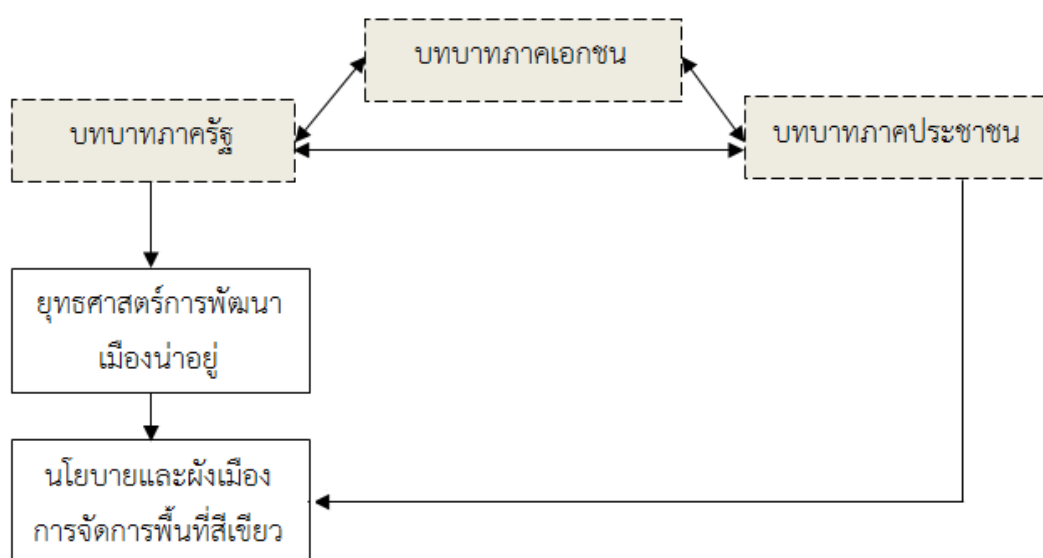 บทบาทภาคเอกชน
บทบาทภาครัฐ
บทบาทภาคประชาชน
ยุทธศาสตร์การพัฒนา
เมืองน่าอยู่
นโยบายและผังเมือง
การจัดการพื้นที่สีเขียว